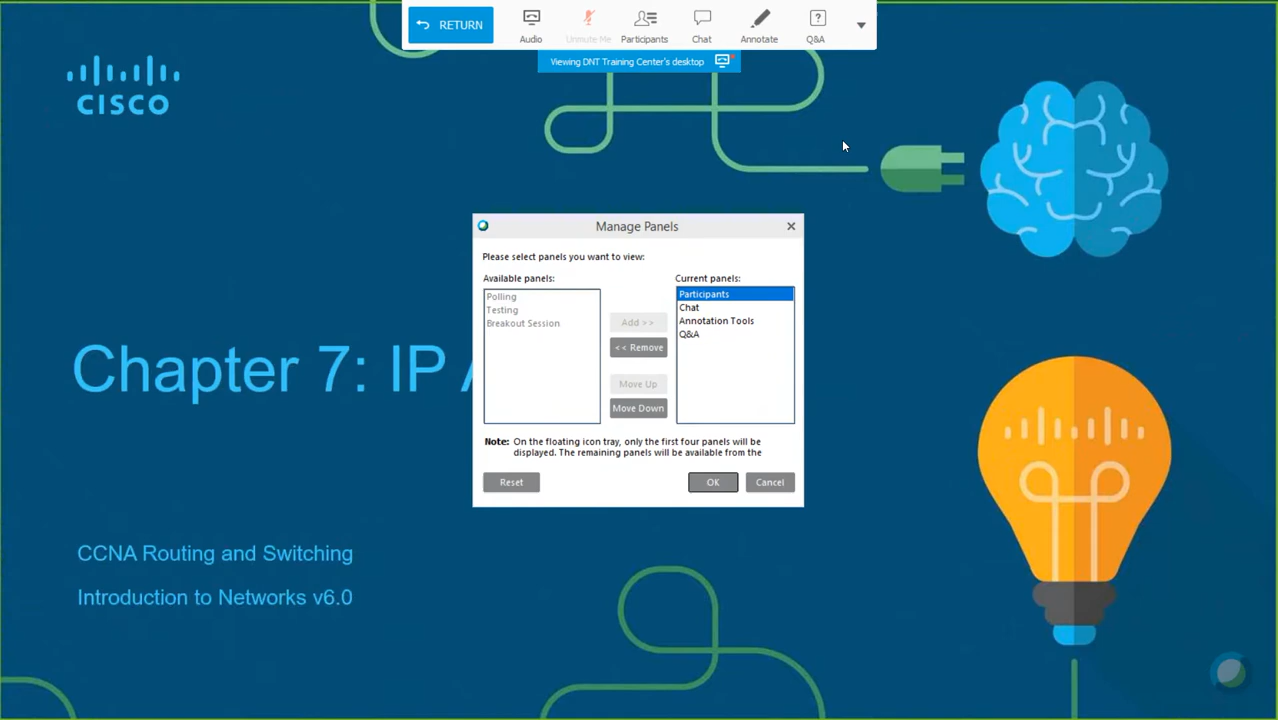 RETURN
Audio
Unmute Me
Participants
Chat
Annotate
Q&A
Viewing DNT Training Center's desktop
CISCO
Manage Panels
Please select panels you want to view:
Available panels:
Current panels:
Polling
Testing
Breakout Session
Add >>
<< Remove
Move Up
Move Down
Participants
Chat
Annotation Tools
Q&A
Note: On the floating icon tray, only the first four panels will be
displayed. The remaining panels will be available from the
Reset
OK
Cancel
Chapter 7: IP A
CCNA Routing and Switching
Introduction to Networks v6.0